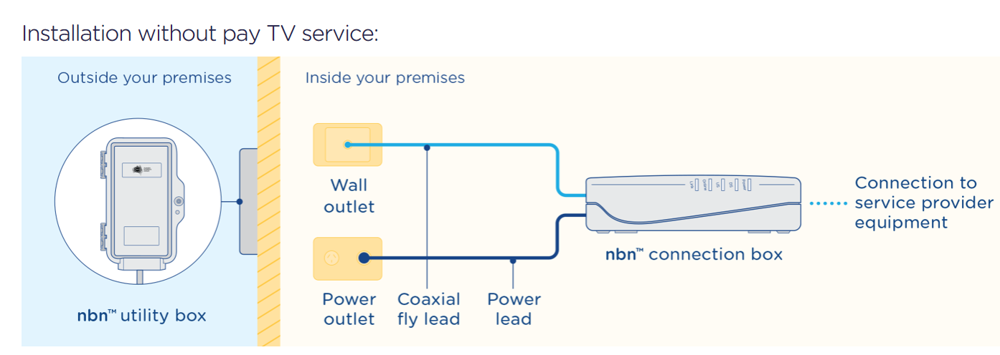 Installation without pay TV service:
Outside your premises
Inside your premises
Wall
outlet
Connection to
service provider
equipment
nbn™ connection box
Power
outlet
Coaxial
fly lead
Power
lead
nbn™ utility box